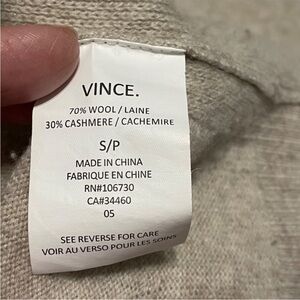 VINCE.
70% WOOL / LAINE
30% CASHMERE / CACHEMIRE
S/P
MADE IN CHINA
FABRIQUE EN CHINE
RN#106730
CA#34460
05
SEE REVERSE FOR CARE
VOIR AU VERSO POUR LES SOINS